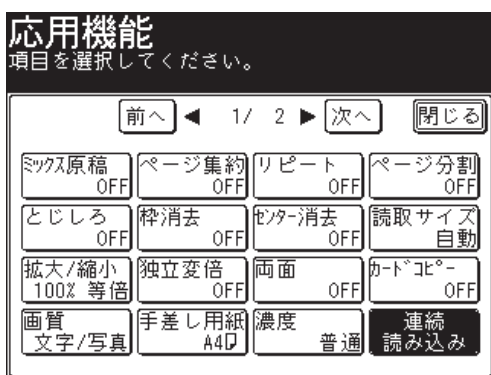 応用機能
項目を選択してください。
前へ ◀ 1/ 2 ▶ 次へ 閉じる
ﾐｯｸｽ原稿 ページ集約 リピート ページ分割
OFF OFF OFF OFF
とじしろ 枠消去 ｾﾝﾀｰ消去 読取サイズ
OFF OFF OFF 自動
拡大/縮小 独立変倍 両面 ｶｰﾄﾞｺﾋﾟｰ
100% 等倍 OFF OFF OFF
画質 手差し用紙 濃度 連続
文字/写真 A4 普通 読み込み